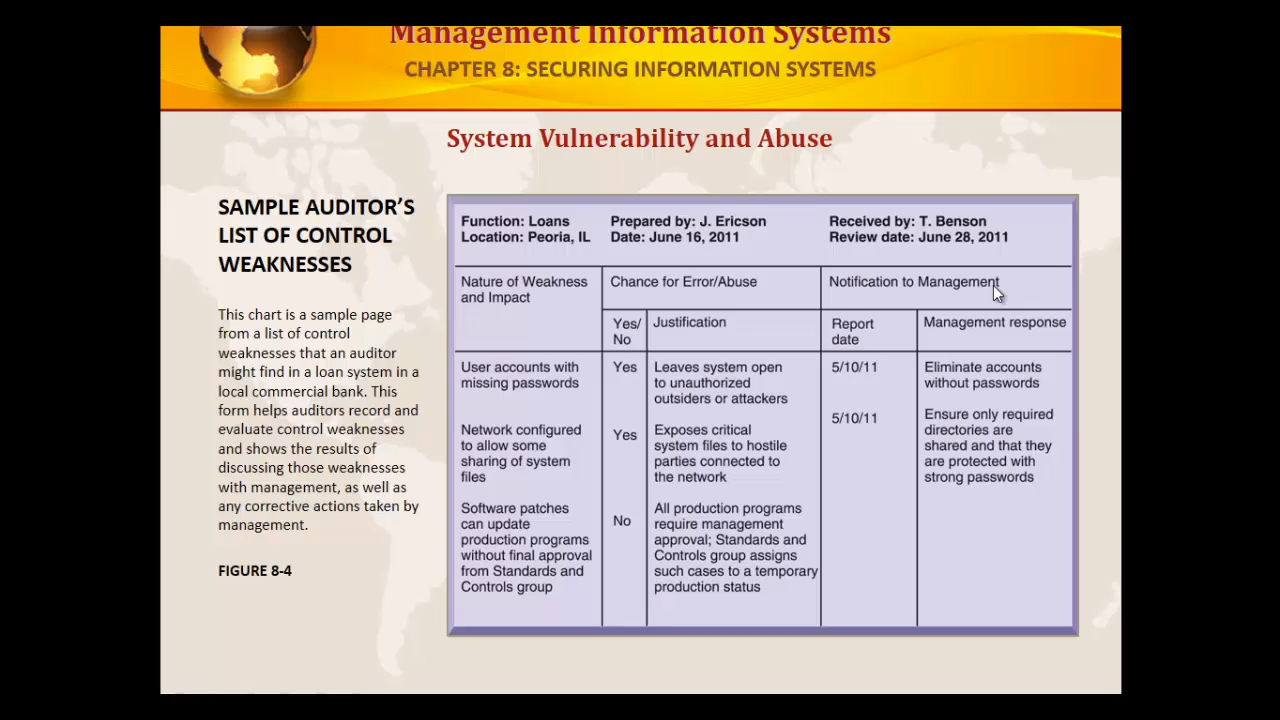 Management Information Systems
CHAPTER 8: SECURING INFORMATION SYSTEMS
System Vulnerability and Abuse
SAMPLE AUDITOR’S
LIST OF CONTROL
WEAKNESSES
This chart is a sample page
from a list of control
weaknesses that an auditor
might find in a loan system in a
local commercial bank. This
form helps auditors record and
evaluate control weaknesses
and shows the results of
discussing those weaknesses
with management, as well as
any corrective actions taken by
management.
FIGURE 8-4
Function: Loans
Location: Peoria, IL
Prepared by: J. Ericson
Date: June 16, 2011
Received by: T. Benson
Review date: June 28, 2011
Nature of Weakness
and Impact
Chance for Error/Abuse
Notification to Management
Yes/
No
Justification
Report
date
Management response
User accounts with
missing passwords
Yes
Leaves system open
to unauthorized
outsiders or attackers
5/10/11
Eliminate accounts
without passwords
Network configured
to allow some
sharing of system
files
Yes
Exposes critical
system files to hostile
parties connected to
the network
5/10/11
Ensure only required
directories are
shared and that they
are protected with
strong passwords
Software patches
can update
production programs
without final approval
from Standards and
Controls group
No
All production programs
require management
approval; Standards and
Controls group assigns
such cases to a temporary
production status